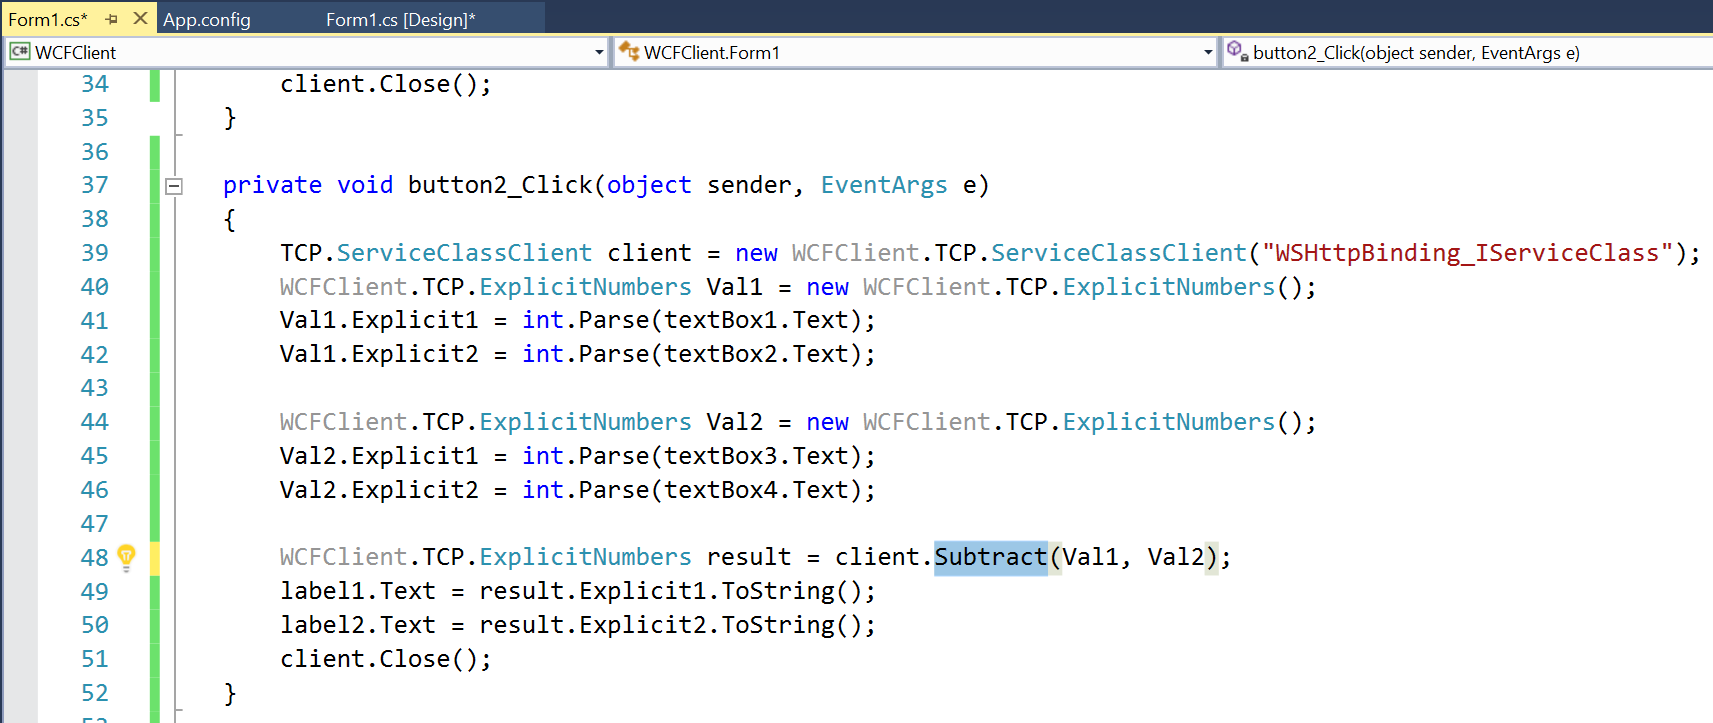 Form1.cs* App.config Form1.cs [Design]*
C# WCFClient WCFClient.Form1 button2_Click(object sender, EventArgs e)
34 client.Close();
35 }
36
37 private void button2_Click(object sender, EventArgs e)
38 {
39 TCP.ServiceClassClient client = new WCFClient.TCP.ServiceClassClient("WSHttpBinding_IServiceClass");
40 WCFClient.TCP.ExplicitNumbers Val1 = new WCFClient.TCP.ExplicitNumbers();
41 Val1.Explicit1 = int.Parse(textBox1.Text);
42 Val1.Explicit2 = int.Parse(textBox2.Text);
43
44 WCFClient.TCP.ExplicitNumbers Val2 = new WCFClient.TCP.ExplicitNumbers();
45 Val2.Explicit1 = int.Parse(textBox3.Text);
46 Val2.Explicit2 = int.Parse(textBox4.Text);
47
48 WCFClient.TCP.ExplicitNumbers result = client.Subtract(Val1, Val2);
49 label1.Text = result.Explicit1.ToString();
50 label2.Text = result.Explicit2.ToString();
51 client.Close();
52 }